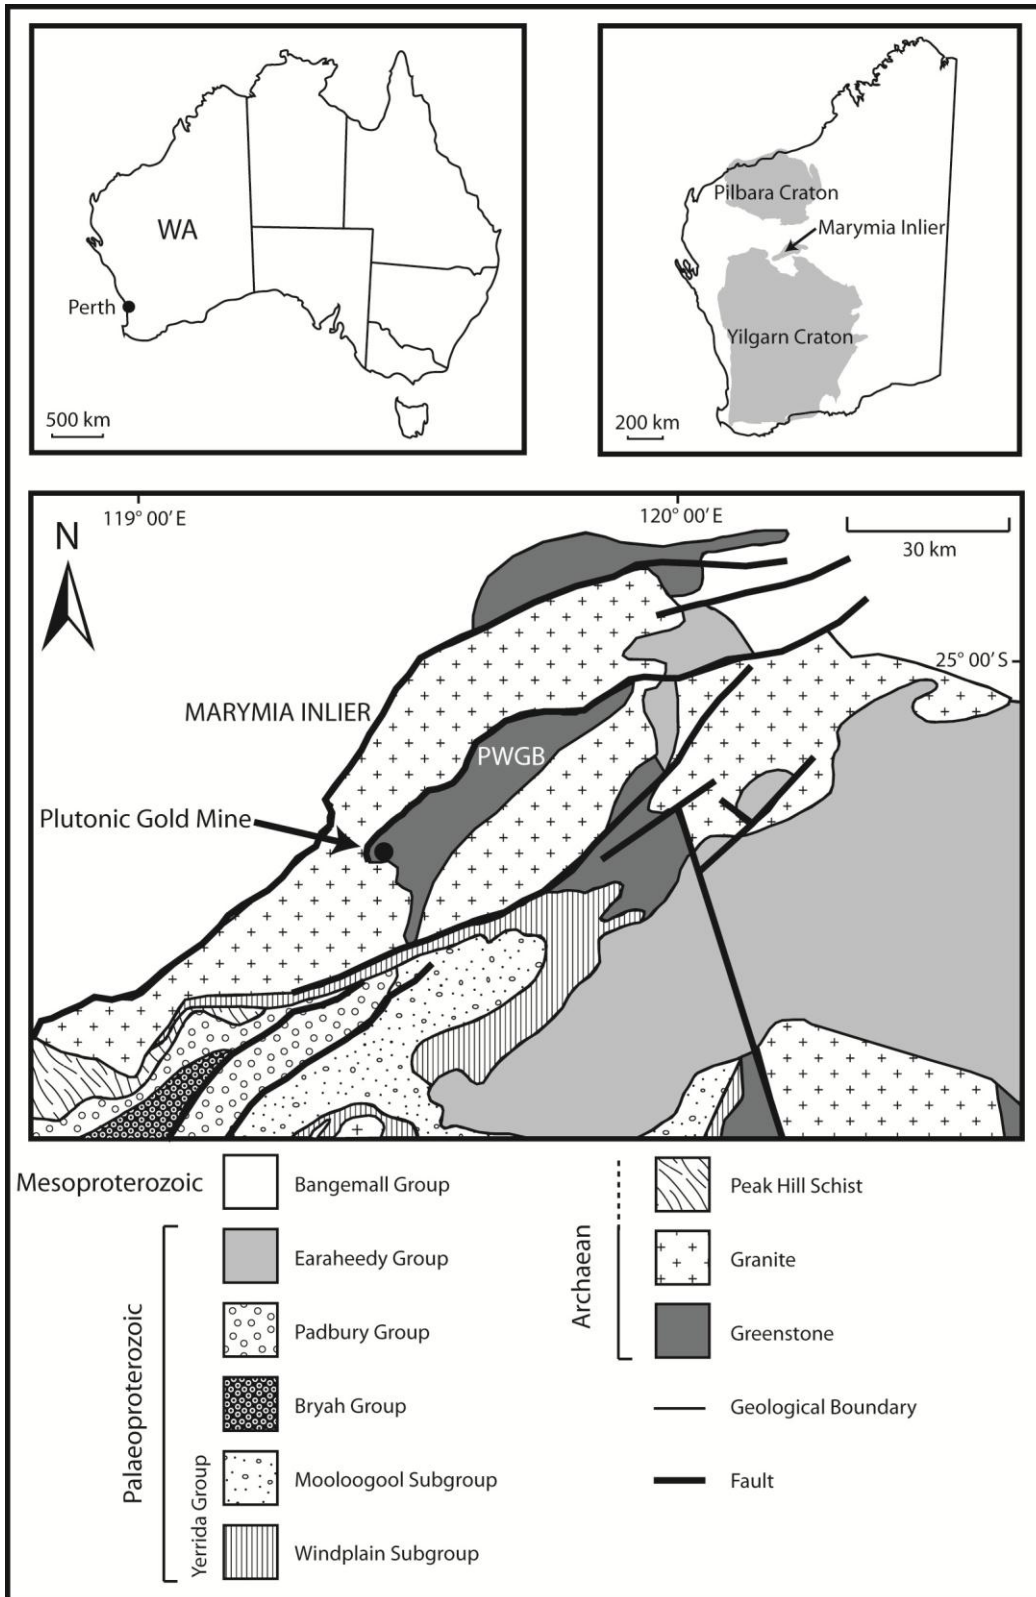 WA
Perth
500 km
Pilbara Craton
Marymia Inlier
Yilgarn Craton
200 km
119° 00′ E
120° 00′ E
N
30 km
25° 00′ S
MARYMIA INLIER
PWGB
Plutonic Gold Mine
Mesoproterozoic
Bangemall Group
Palaeoproterozoic
Earaheedy Group
Padbury Group
Bryah Group
Yerrida Group
Mooloogool Subgroup
Windplain Subgroup
Archaean
Peak Hill Schist
Granite
Greenstone
Geological Boundary
Fault